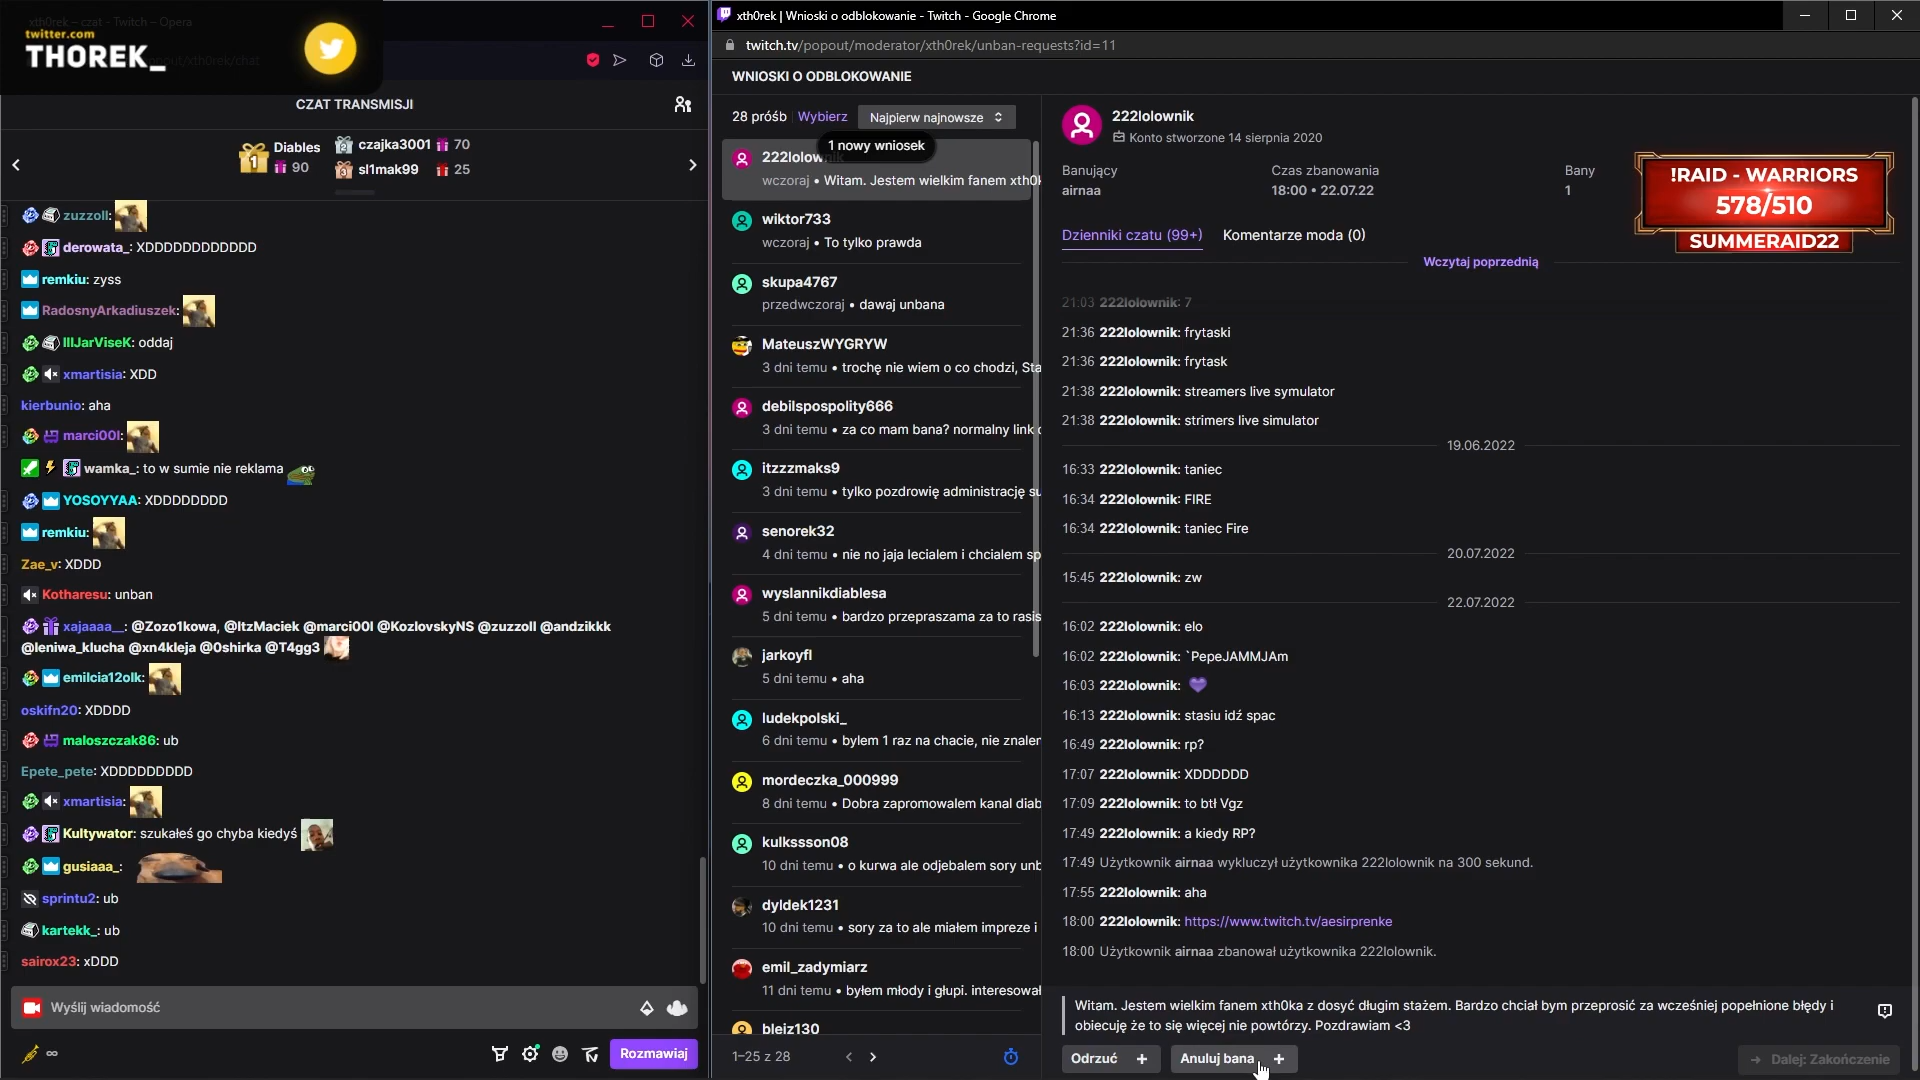 xth0rek - czat - Twitch - Opera
twitter.com
THOREK_
CZAT TRANSMISJI
Diables
90
czajka3001 70
sl1mak99 25
zuzzoll:
derowata_: XDDDDDDDDDDDD
remkiu: zyss
RadosnyArkadiuszek:
IIIJarViseK: oddaj
xmartisia: XDD
kierbunio: aha
marci00l:
wamka_: to w sumie nie reklama
YOSOYYAA: XDDDDDDDD
remkiu:
Zae_v: XDDD
Kotharesu: unban
xajaaaa__: @Zozo1kowa, @ItzMaciek @marci00l @KozlovskyNS @zuzzoll @andzikkk
@leniwa_klucha @xn4kleja @0shirka @T4gg3
emilcia12olk:
oskifn20: XDDDD
maloszczak86: ub
Epete_pete: XDDDDDDDDD
xmartisia:
Kultywator: szukałeś go chyba kiedyś
gusiaaa_:
sprintu2: ub
kartekk_: ub
sairox23: xDDD
Wyślij wiadomość
∞
Rozmawiaj
xth0rek | Wnioski o odblokowanie - Twitch - Google Chrome
twitch.tv/popout/moderator/xth0rek/unban-requests?id=11
WNIOSKI O ODBLOKOWANIE
28 próśb Wybierz Najpierw najnowsze
1 nowy wniosek
wczoraj • Witam. Jestem wielkim fanem
wiktor733
wczoraj • To tylko prawda
skupa4767
przedwczoraj • dawaj unbana
MateuszWYGRYW
3 dni temu • trochę nie wiem o co chodzi, Sta
debilspospolity666
3 dni temu • za co mam bana? normalny link
itzzzmaks9
3 dni temu • tylko pozdrowię administrację
senorek32
4 dni temu • nie no jaja lecialem i chcialem sp
wyslannikdiablesa
5 dni temu • bardzo przepraszama za to rasis
jarkoyfl
5 dni temu • aha
ludekpolski_
6 dni temu • bylem 1 raz na chacie, nie znaler
mordeczka_000999
8 dni temu • Dobra zapromowalem kanal diab
kulkssson08
10 dni temu • o kurwa ale odjebalem sory unb
dyldek1231
10 dni temu • sory za to ale miałem impreze i
emil_zadymiarz
11 dni temu • byłem młody i głupi. interesował
bleiz130
1–25 z 28
222lolownik
Konto stworzone 14 sierpnia 2020
Banujący Czas zbanowania Bany
airnaa 18:00 • 22.07.22 1
Dzienniki czatu (99+) Komentarze moda (0)
!RAID - WARRIORS
578/510
SUMMERAID22
Wczytaj poprzednią
21:03 222lolownik: 7
21:36 222lolownik: frytaski
21:36 222lolownik: frytask
21:38 222lolownik: streamers live symulator
21:38 222lolownik: strimers live simulator
19.06.2022
16:33 222lolownik: taniec
16:34 222lolownik: FIRE
16:34 222lolownik: taniec Fire
20.07.2022
15:45 222lolownik: zw
22.07.2022
16:02 222lolownik: elo
16:02 222lolownik: `PepeJAMMJAm
16:03 222lolownik:
16:13 222lolownik: stasiu idź spac
16:49 222lolownik: rp?
17:07 222lolownik: XDDDDDD
17:09 222lolownik: to btł Vgz
17:49 222lolownik: a kiedy RP?
17:49 Użytkownik airnaa wykluczył użytkownika 222lolownik na 300 sekund.
17:55 222lolownik: aha
18:00 222lolownik: https://www.twitch.tv/aesirprenke
18:00 Użytkownik airnaa zbanował użytkownika 222lolownik.
Witam. Jestem wielkim fanem xth0ka z dosyć długim stażem. Bardzo chciał bym przeprosić za wcześniej popełnione błędy i
obiecuję że to się więcej nie powtórzy. Pozdrawiam <3
Odrzuć + Anuluj bana +
→ Dalej: Zakończenie